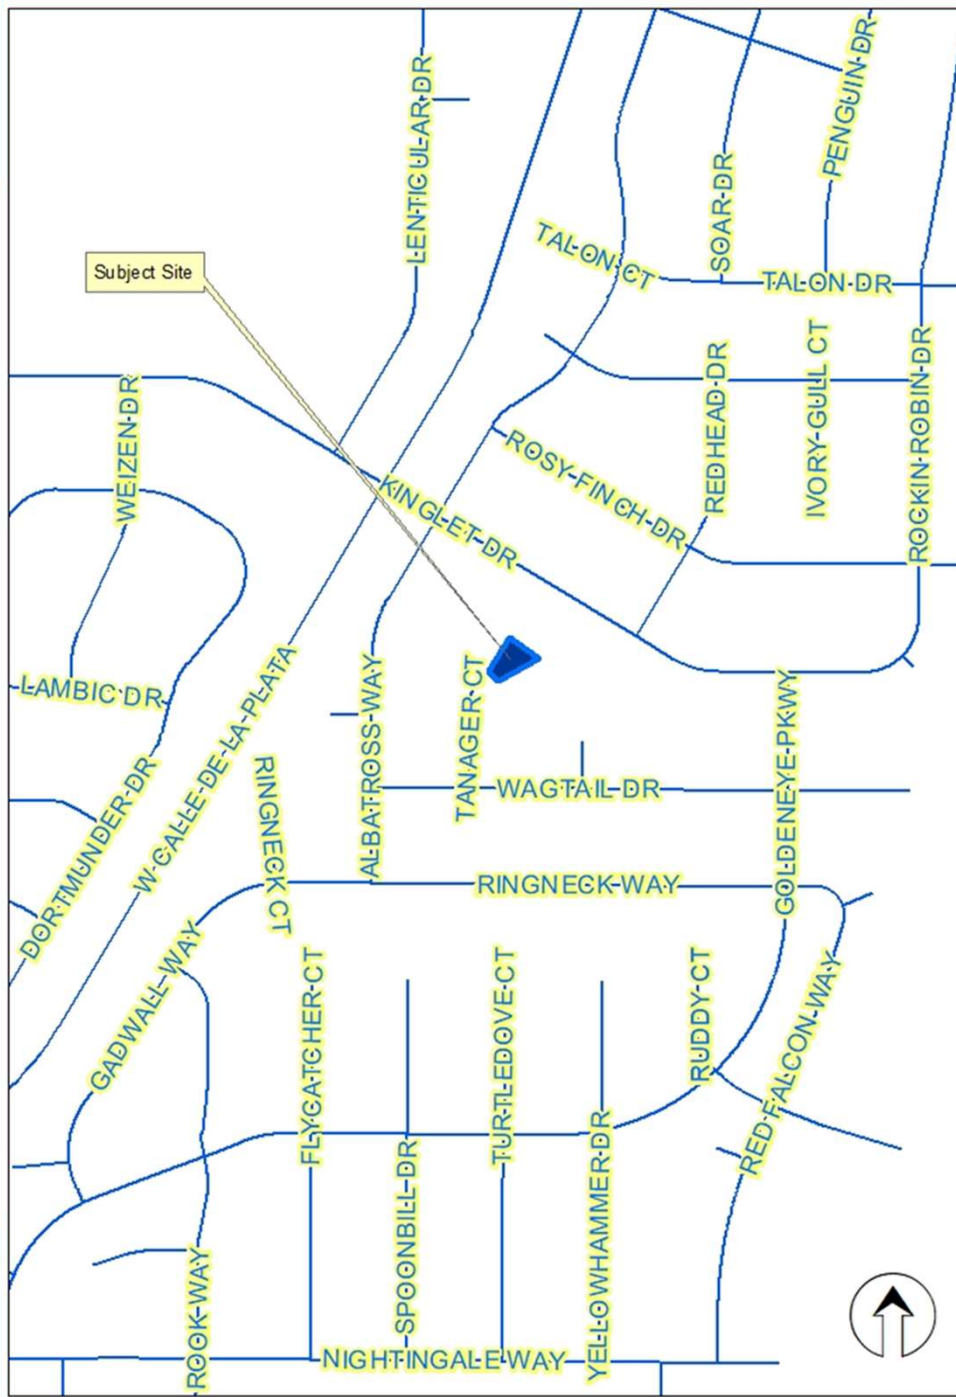 LENTICULAR DR
PENGUIN DR
SOAR DR
TALON CT
TALON DR
Subject Site
WEIZEN DR
REDHEAD DR
IVORY GULL CT
ROCKIN ROBIN DR
ROSY FINCH DR
KINGLET DR
LAMBIC DR
W CALLE DE LA PLATA
ALBATROSS WAY
TANAGER CT
GOLDENEYE PKWY
WAGTAIL DR
DORTMUNDER DR
RINGNECK CT
RINGNECK WAY
GADWALL WAY
FLYCATCHER CT
TURTLEDOVE CT
RUDDY CT
RED FALCON WAY
SPOONBILL DR
YELLOWHAMMER DR
ROOK WAY
NIGHTINGALE WAY